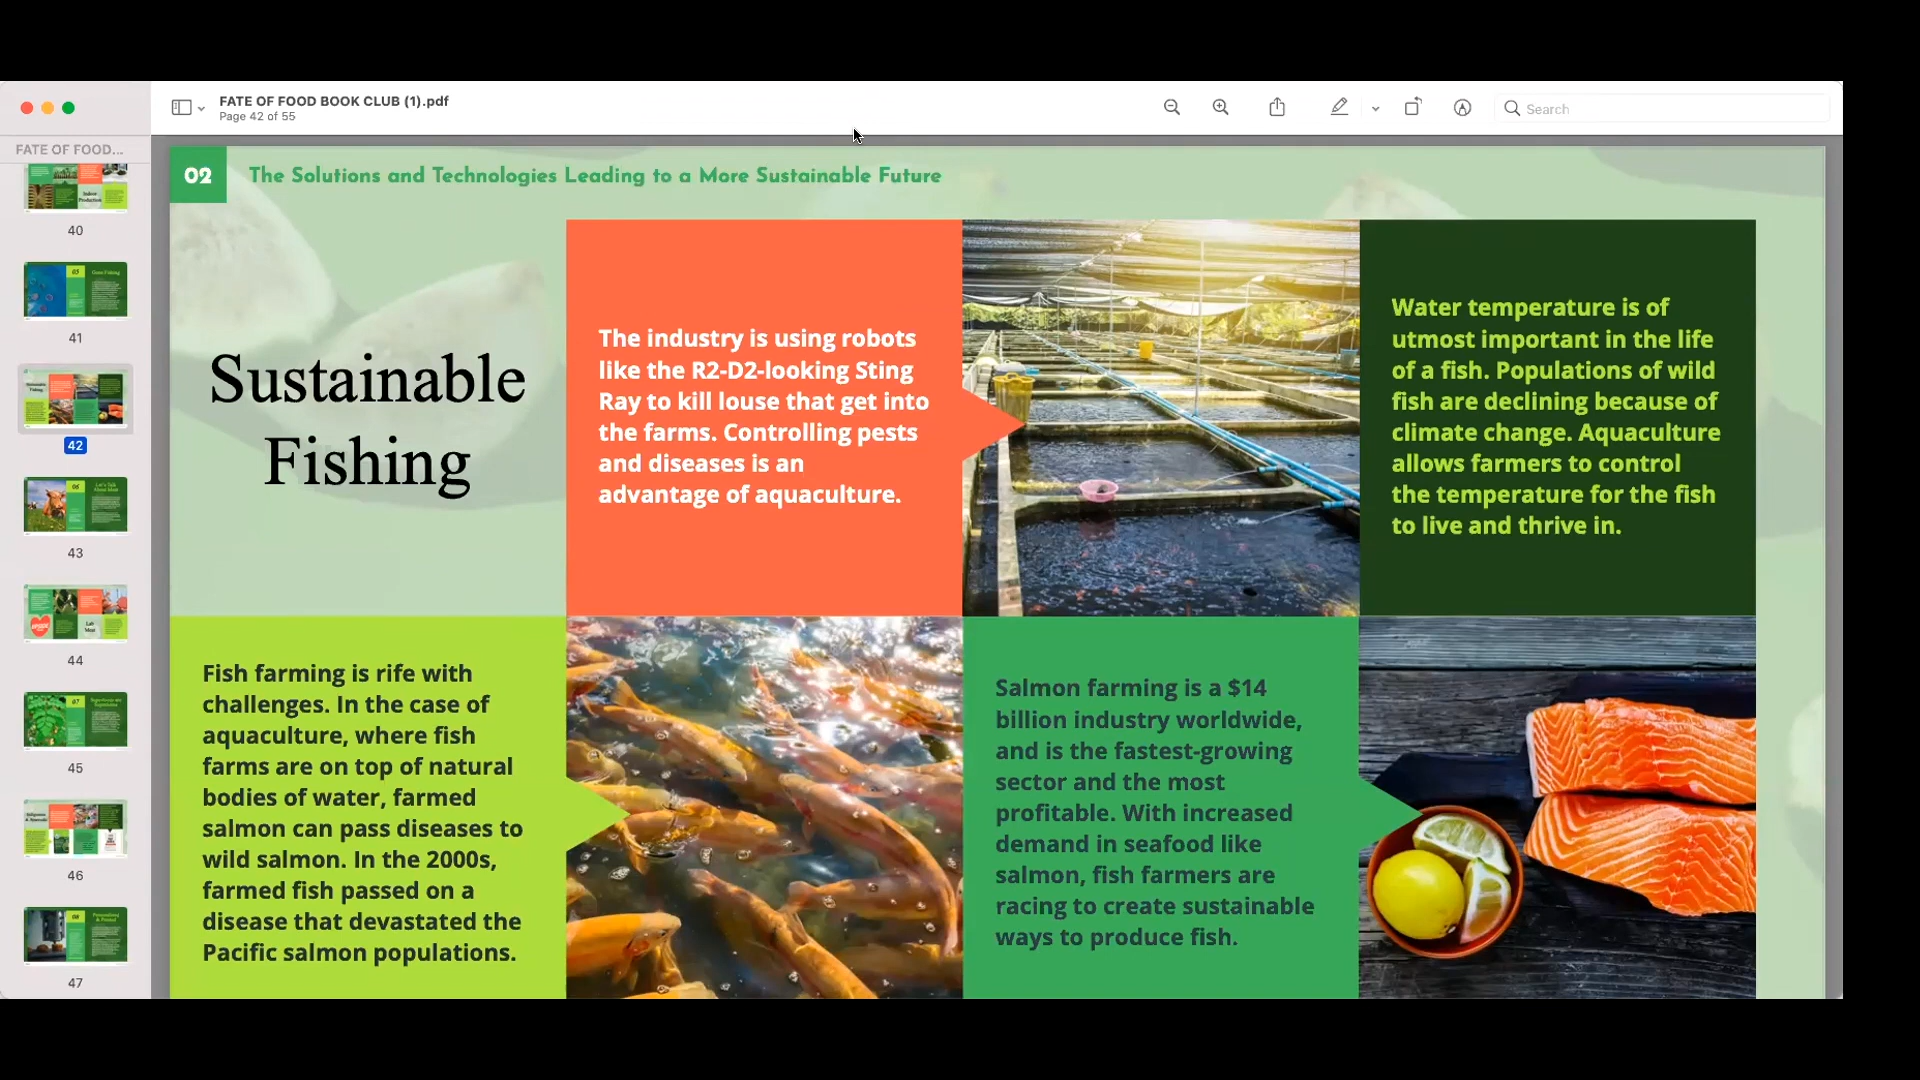 FATE OF FOOD BOOK CLUB (1).pdf
Page 42 of 55
Search
FATE OF FOOD...
40
41
42
43
44
45
46
47
02
The Solutions and Technologies Leading to a More Sustainable Future
Sustainable
Fishing
The industry is using robots
like the R2-D2-looking Sting
Ray to kill louse that get into
the farms. Controlling pests
and diseases is an
advantage of aquaculture.
Water temperature is of
utmost important in the life
of a fish. Populations of wild
fish are declining because of
climate change. Aquaculture
allows farmers to control
the temperature for the fish
to live and thrive in.
Fish farming is rife with
challenges. In the case of
aquaculture, where fish
farms are on top of natural
bodies of water, farmed
salmon can pass diseases to
wild salmon. In the 2000s,
farmed fish passed on a
disease that devastated the
Pacific salmon populations.
Salmon farming is a $14
billion industry worldwide,
and is the fastest-growing
sector and the most
profitable. With increased
demand in seafood like
salmon, fish farmers are
racing to create sustainable
ways to produce fish.